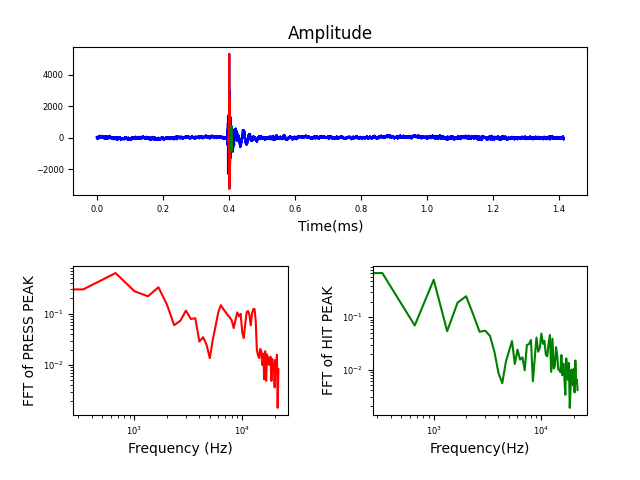 Amplitude
4000
2000
0
−2000
0.0 0.2 0.4 0.6 0.8 1.0 1.2 1.4
Time(ms)
FFT of PRESS PEAK
10⁻¹
10⁻²
10³ 10⁴
Frequency (Hz)
FFT of HIT PEAK
10⁻¹
10⁻²
10³ 10⁴
Frequency(Hz)